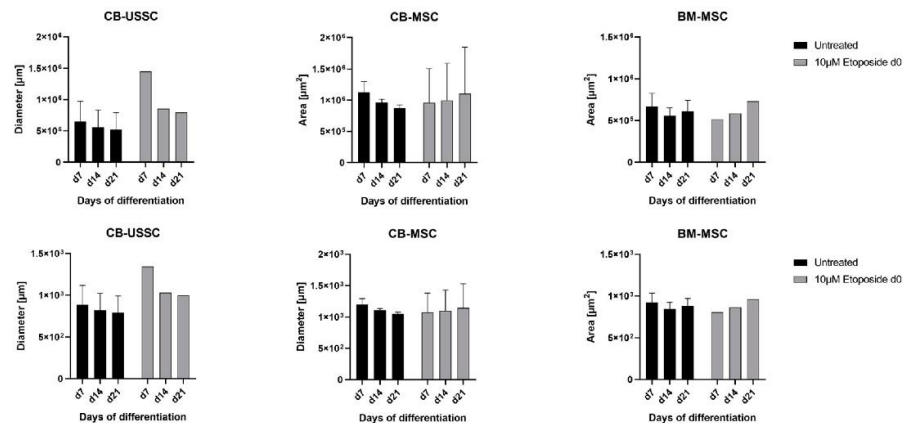 CB-USSC
CB-MSC
BM-MSC
Diameter [µm]
2×10⁶
1.5×10⁶
1×10⁶
5×10⁵
0
d7 d14 d21 d7 d14 d21
Days of differentiation
Area [µm²]
2×10⁶
1.5×10⁶
1×10⁶
5×10⁵
0
d7 d14 d21 d7 d14 d21
Days of differentiation
Area [µm²]
1.5×10⁶
1×10⁶
5×10⁵
0
d7 d14 d21 d7 d14 d21
Days of differentiation
Untreated
10µM Etoposide d0
CB-USSC
CB-MSC
BM-MSC
Diameter [µm]
1.5×10³
1×10³
5×10²
0
d7 d14 d21 d7 d14 d21
Days of differentiation
Diameter [µm]
2×10³
1.5×10³
1×10³
5×10²
0
d7 d14 d21 d7 d14 d21
Days of differentiation
Area [µm²]
1.5×10³
1×10³
5×10²
0
d7 d14 d21 d7 d14 d21
Days of differentiation
Untreated
10µM Etoposide d0